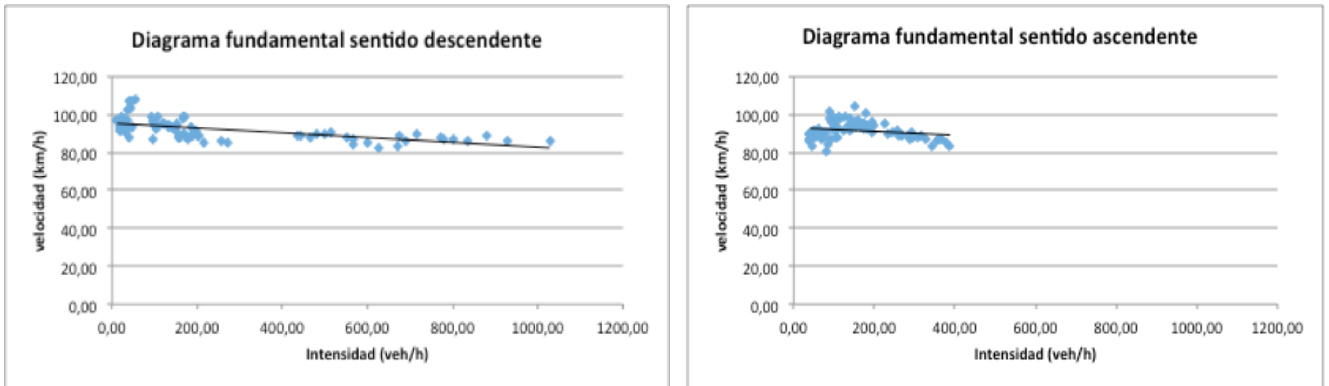 Diagrama fundamental sentido descendente
velocidad (km/h)
120,00
100,00
80,00
60,00
40,00
20,00
0,00
0,00 200,00 400,00 600,00 800,00 1000,00 1200,00
Intensidad (veh/h)
Diagrama fundamental sentido ascendente
velocidad (km/h)
120,00
100,00
80,00
60,00
40,00
20,00
0,00
0,00 200,00 400,00 600,00 800,00 1000,00 1200,00
Intensidad (veh/h)